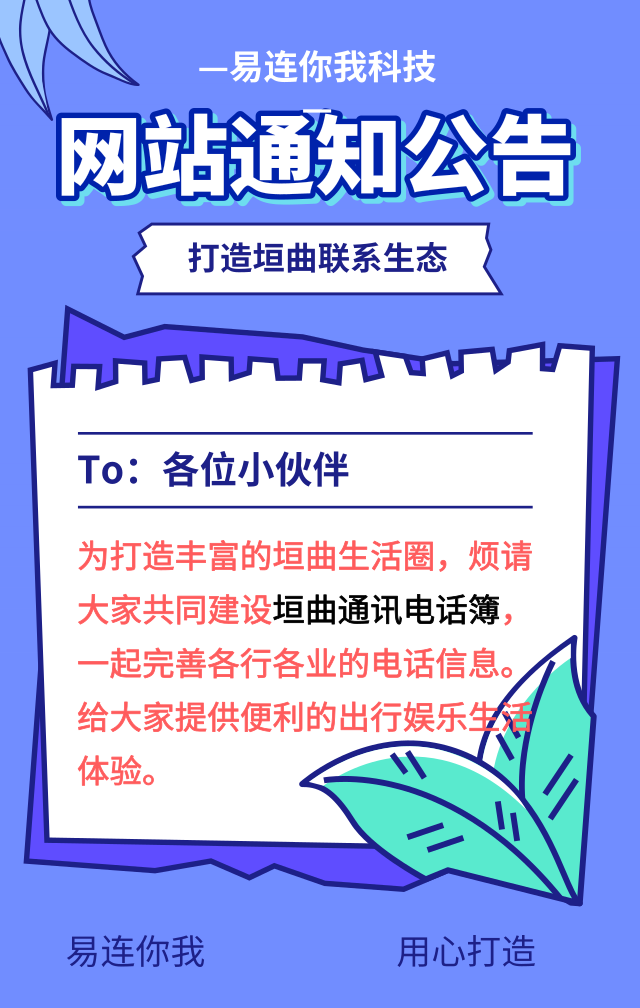 —易连你我科技
—
网站通知公告
打造垣曲联系生态
To：各位小伙伴
为打造丰富的垣曲生活圈，烦请
大家共同建设垣曲通讯电话簿，
一起完善各行各业的电话信息。
给大家提供便利的出行娱乐生活
体验。
易连你我
用心打造